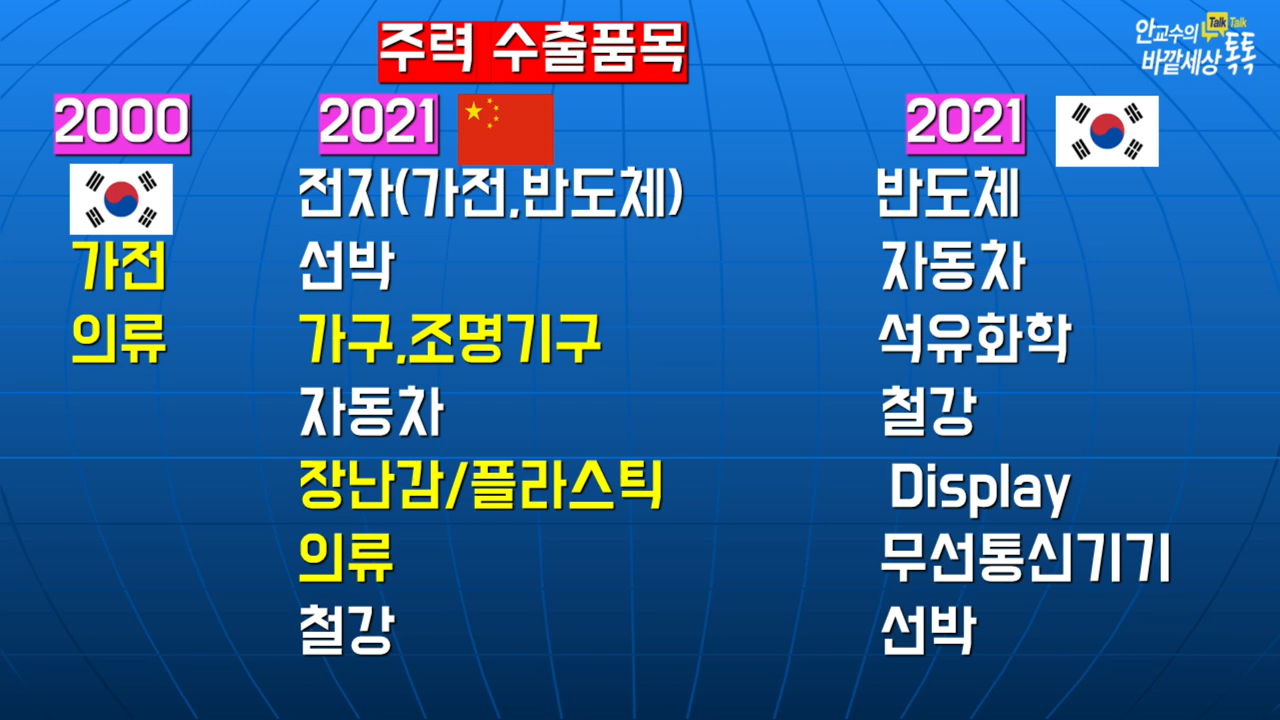 주력 수출품목
안교수의 Talk Talk
바깥세상 톡톡
2000
2021
2021
가전
의류
전자(가전,반도체)
선박
가구,조명기구
자동차
장난감/플라스틱
의류
철강
반도체
자동차
석유화학
철강
Display
무선통신기기
선박